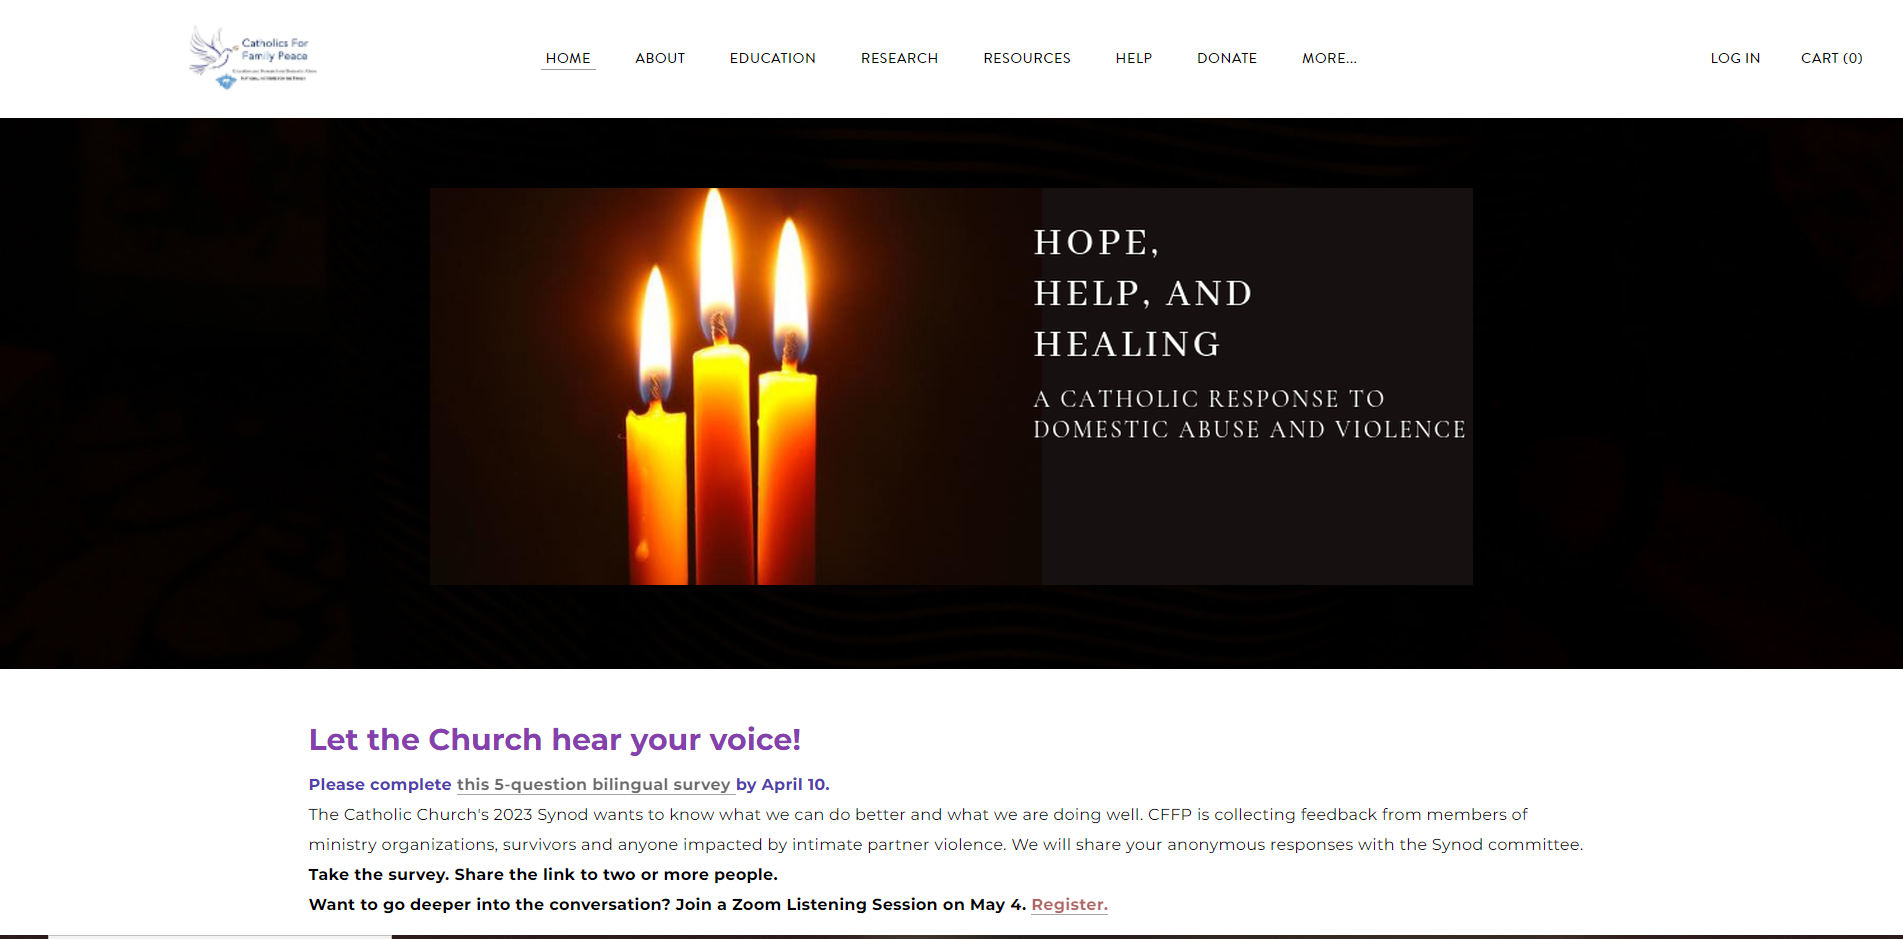 Catholics For
Family Peace
HOME
ABOUT
EDUCATION
RESEARCH
RESOURCES
HELP
DONATE
MORE...
LOG IN
CART (0)
HOPE,
HELP, AND
HEALING
A CATHOLIC RESPONSE TO
DOMESTIC ABUSE AND VIOLENCE
Let the Church hear your voice!
Please complete this 5-question bilingual survey by April 10.
The Catholic Church's 2023 Synod wants to know what we can do better and what we are doing well. CFFP is collecting feedback from members of
ministry organizations, survivors and anyone impacted by intimate partner violence. We will share your anonymous responses with the Synod committee.
Take the survey. Share the link to two or more people.
Want to go deeper into the conversation? Join a Zoom Listening Session on May 4. Register.